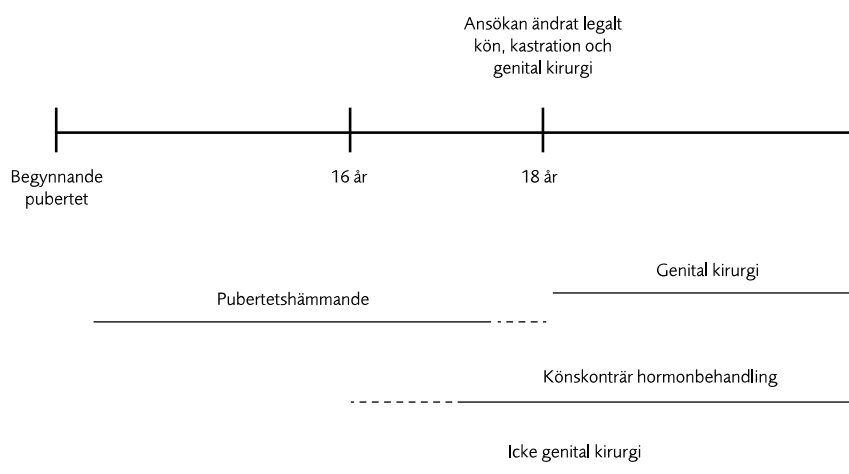 Ansökan ändrat legalt
kön, kastration och
genital kirurgi
Begynnande
pubertet
16 år
18 år
Genital kirurgi
Pubertetshämmande
Könskonträr hormonbehandling
Icke genital kirurgi